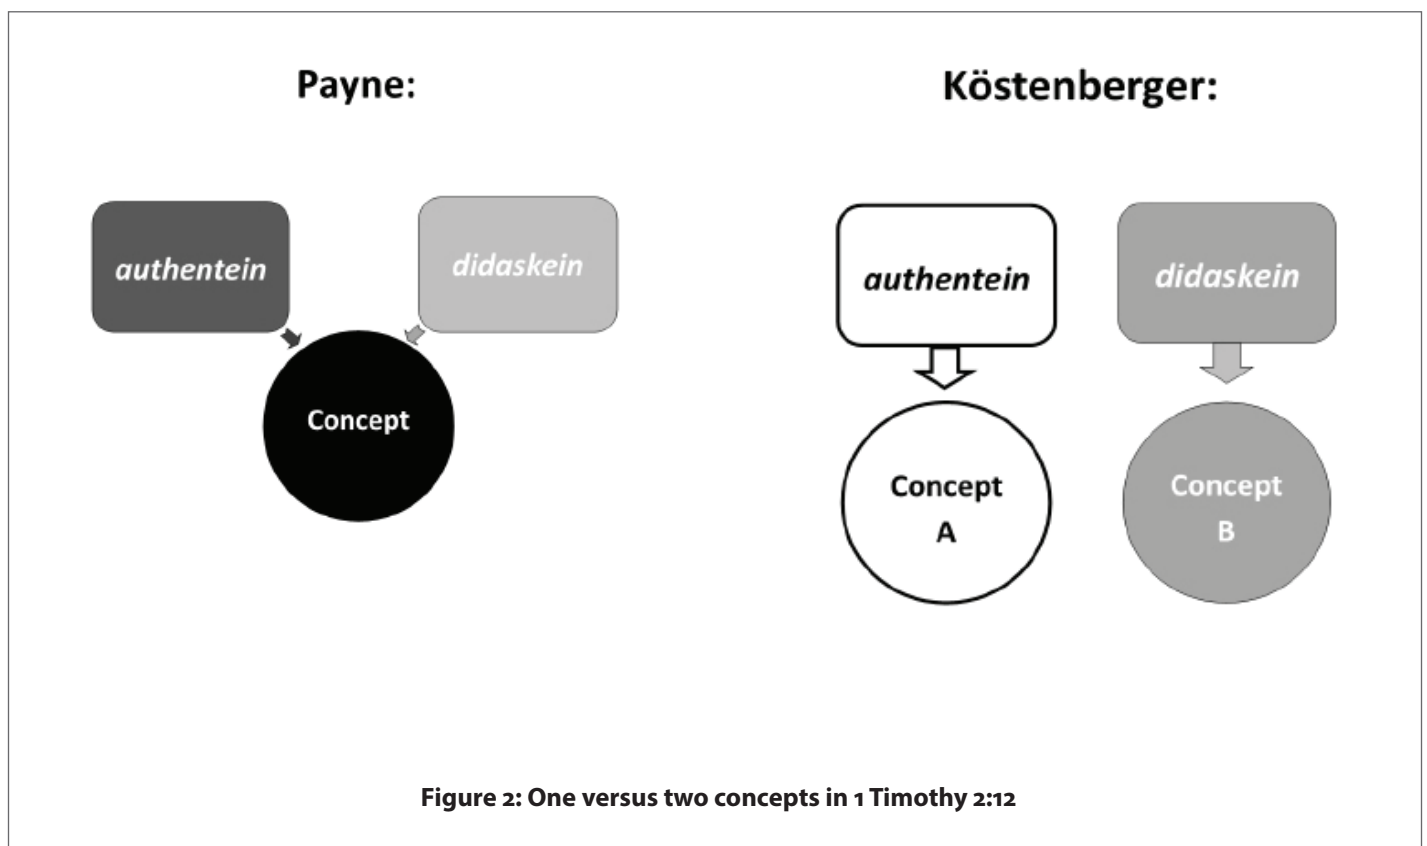 Payne:
Köstenberger:
authentein
didaskein
Concept
authentein
didaskein
Concept
A
Concept
B
Figure 2: One versus two concepts in 1 Timothy 2:12